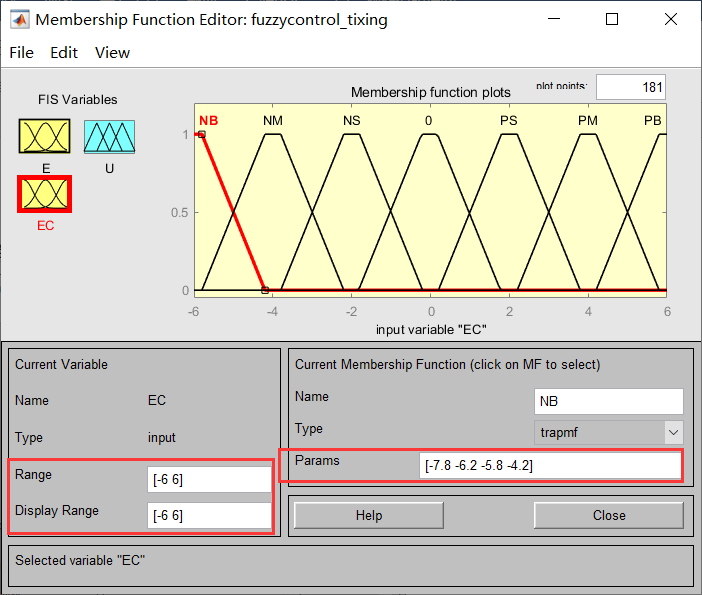 Membership Function Editor: fuzzycontrol_tixing
File Edit View
FIS Variables
E
U
EC
Membership function plots
plot points:
181
NB NM NS 0 PS PM PB
1
0.5
0
-6 -4 -2 0 2 4 6
input variable "EC"
Current Variable
Name EC
Type input
Range [-6 6]
Display Range [-6 6]
Current Membership Function (click on MF to select)
Name NB
Type trapmf
Params [-7.8 -6.2 -5.8 -4.2]
Help Close
Selected variable "EC"